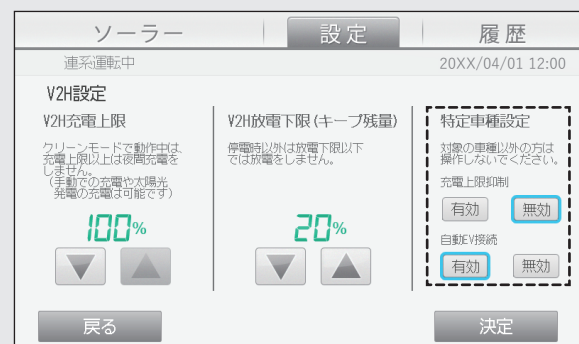 ソーラー
設定
履歴
連系運転中
20XX/04/01 12:00
V2H設定
V2H充電上限
クリーンモードで動作中は、
充電上限以上は夜間充電を
しません。
(手動での充電や太陽光
発電の充電は可能です)
100%
V2H放電下限(キープ残量)
停電時以外は放電下限以下
では放電をしません。
20%
特定車種設定
対象の車種以外の方は
操作しないでください。
充電上限抑制
有効
無効
自動EV接続
有効
無効
戻る
決定